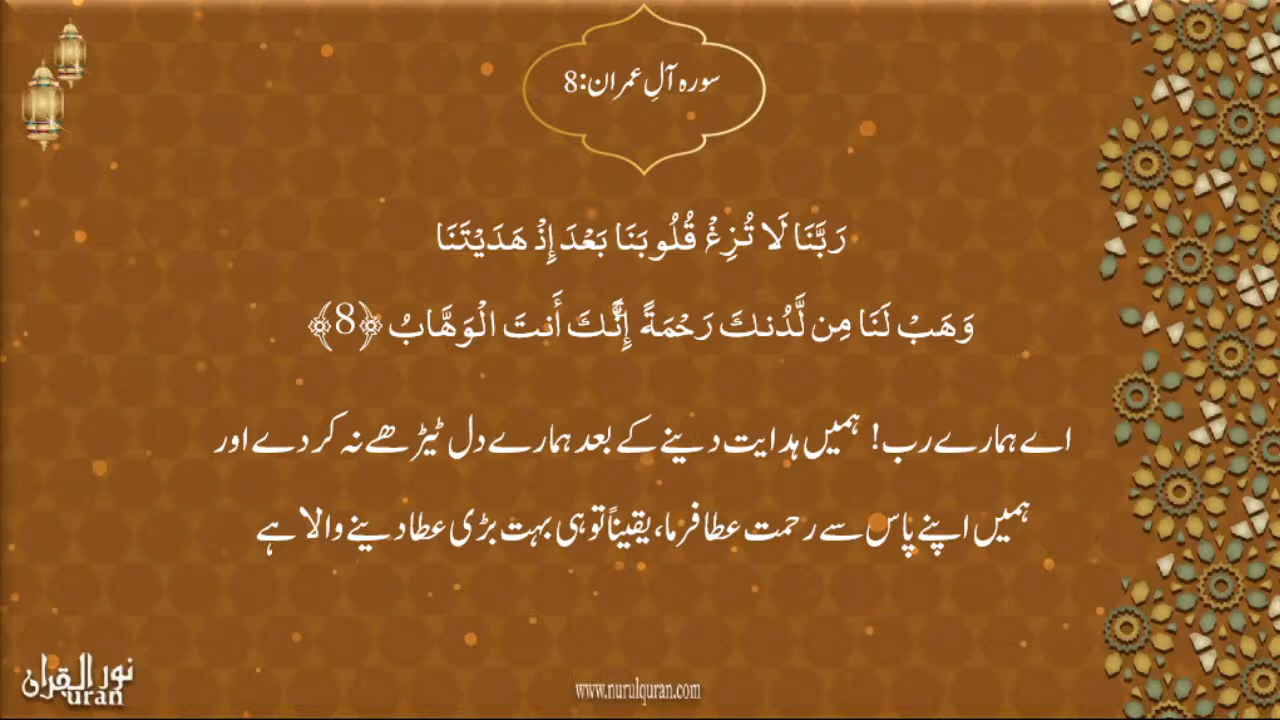 سورہ آلِ عمران:8
رَبَّنَا لَا تُزِغْ قُلُوبَنَا بَعْدَ إِذْ هَدَيْتَنَا
وَهَبْ لَنَا مِن لَّدُنكَ رَحْمَةً إِنَّكَ أَنتَ الْوَهَّابُ ﴿8﴾
اے ہمارے رب! ہمیں ہدایت دینے کے بعد ہمارے دل ٹیڑھے نہ کر دے اور
ہمیں اپنے پاس سے رحمت عطا فرما، یقیناً تو ہی بہت بڑی عطا دینے والا ہے
نور القرآن
uran
www.nurulquran.com